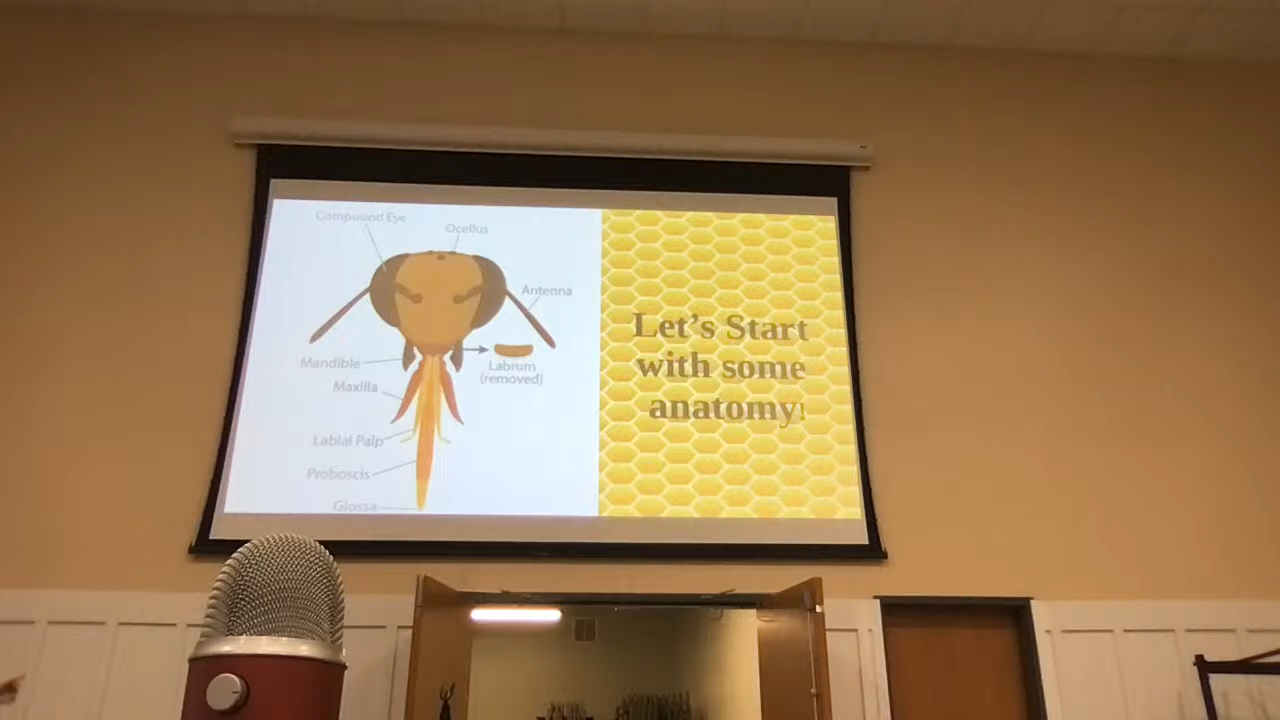 Compound Eye
Ocellus
Antenna
Mandible
Labrum
(removed)
Maxilla
Labial Palp
Proboscis
Glossa
Let's Start
with some
anatomy!